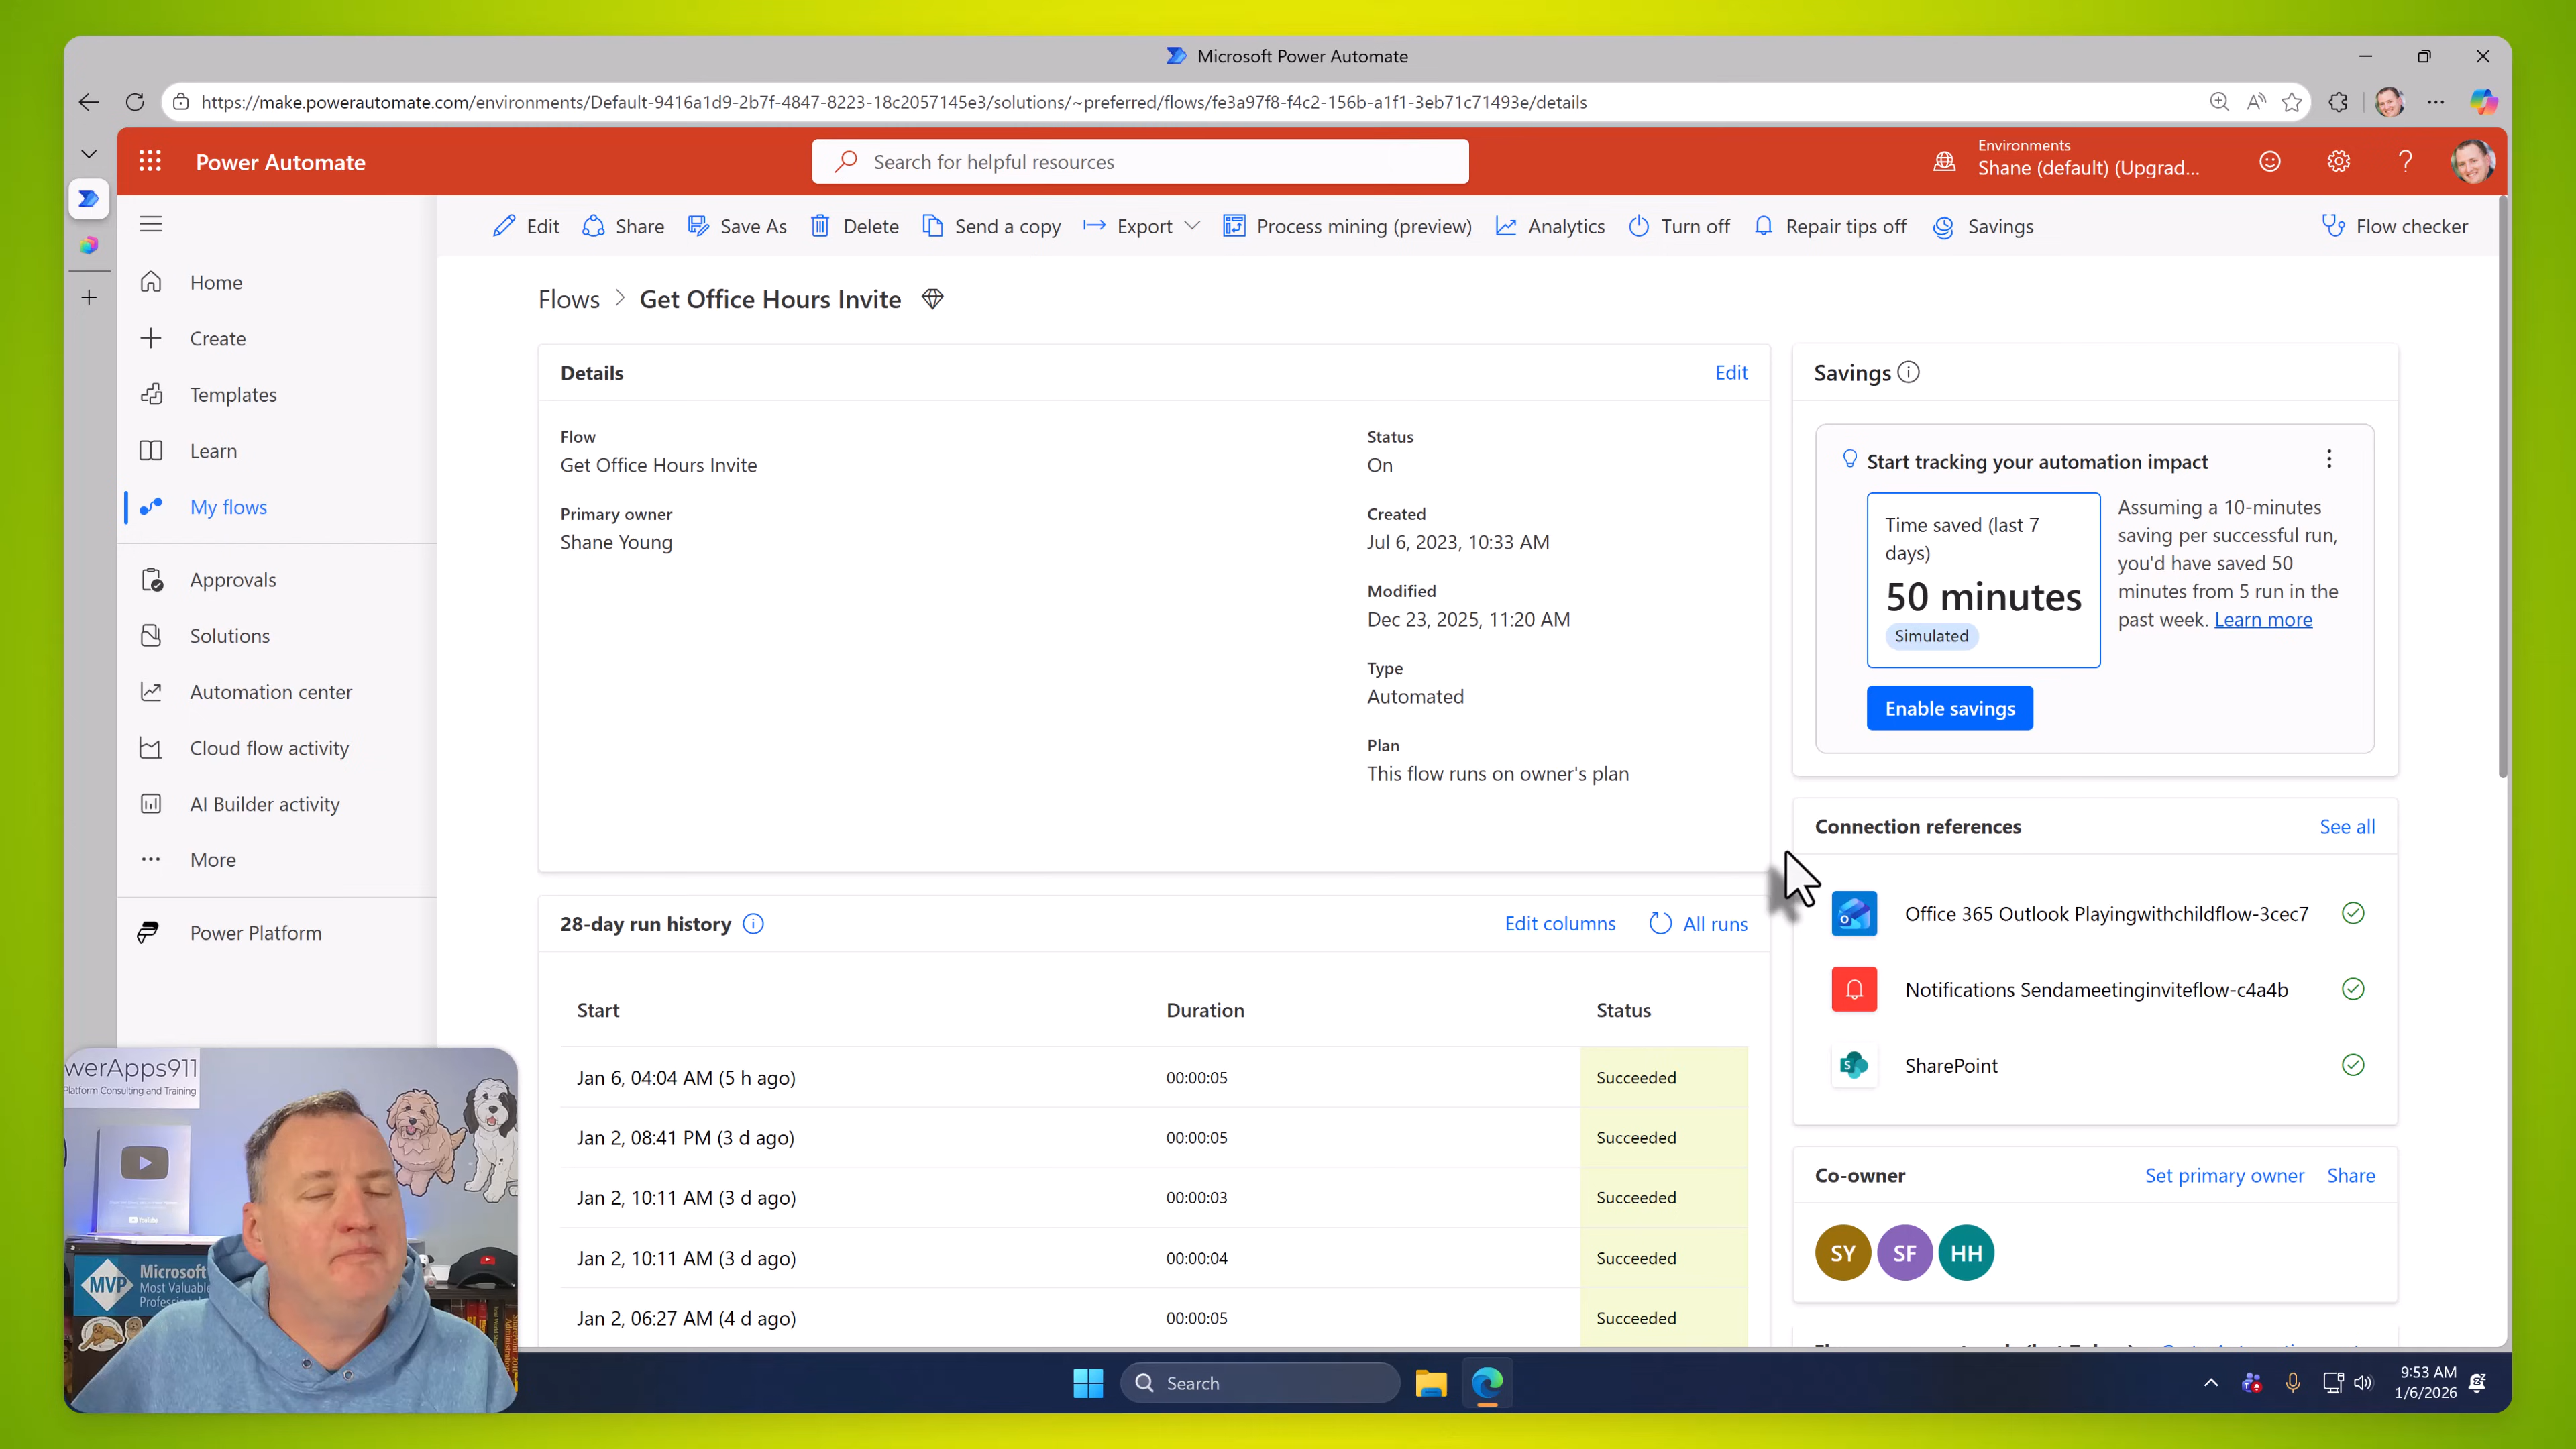 Microsoft Power Automate
https://make.powerautomate.com/environments/Default-9416a1d9-2b7f-4847-8223-18c2057145e3/solutions/~preferred/flows/fe3a97f8-f4c2-156b-a1f1-3eb71c71493e/details
Power Automate
Search for helpful resources
Environments
Shane (default) (Upgrad...
Edit
Share
Save As
Delete
Send a copy
Export
Process mining (preview)
Analytics
Turn off
Repair tips off
Savings
Flow checker
Home
Create
Templates
Learn
My flows
Approvals
Solutions
Automation center
Cloud flow activity
AI Builder activity
More
Power Platform
Flows > Get Office Hours Invite
Details
Edit
Flow
Get Office Hours Invite
Primary owner
Shane Young
Status
On
Created
Jul 6, 2023, 10:33 AM
Modified
Dec 23, 2025, 11:20 AM
Type
Automated
Plan
This flow runs on owner's plan
28-day run history
Edit columns
All runs
Start Duration Status
Jan 6, 04:04 AM (5 h ago) 00:00:05 Succeeded
Jan 2, 08:41 PM (3 d ago) 00:00:05 Succeeded
Jan 2, 10:11 AM (3 d ago) 00:00:03 Succeeded
Jan 2, 10:11 AM (3 d ago) 00:00:04 Succeeded
Jan 2, 06:27 AM (4 d ago) 00:00:05 Succeeded
Savings
Start tracking your automation impact
Time saved (last 7
days)
50 minutes
Simulated
Assuming a 10-minutes
saving per successful run,
you'd have saved 50
minutes from 5 run in the
past week. Learn more
Enable savings
Connection references
See all
Office 365 Outlook Playingwithchildflow-3cec7
Notifications Sendameetinginviteflow-c4a4b
SharePoint
Co-owner
Set primary owner
Share
SY SF HH
werApps911
Platform Consulting and Training
YouTube
MVP
Microsoft
Most Valuable
Professional
Search
9:53 AM
1/6/2026